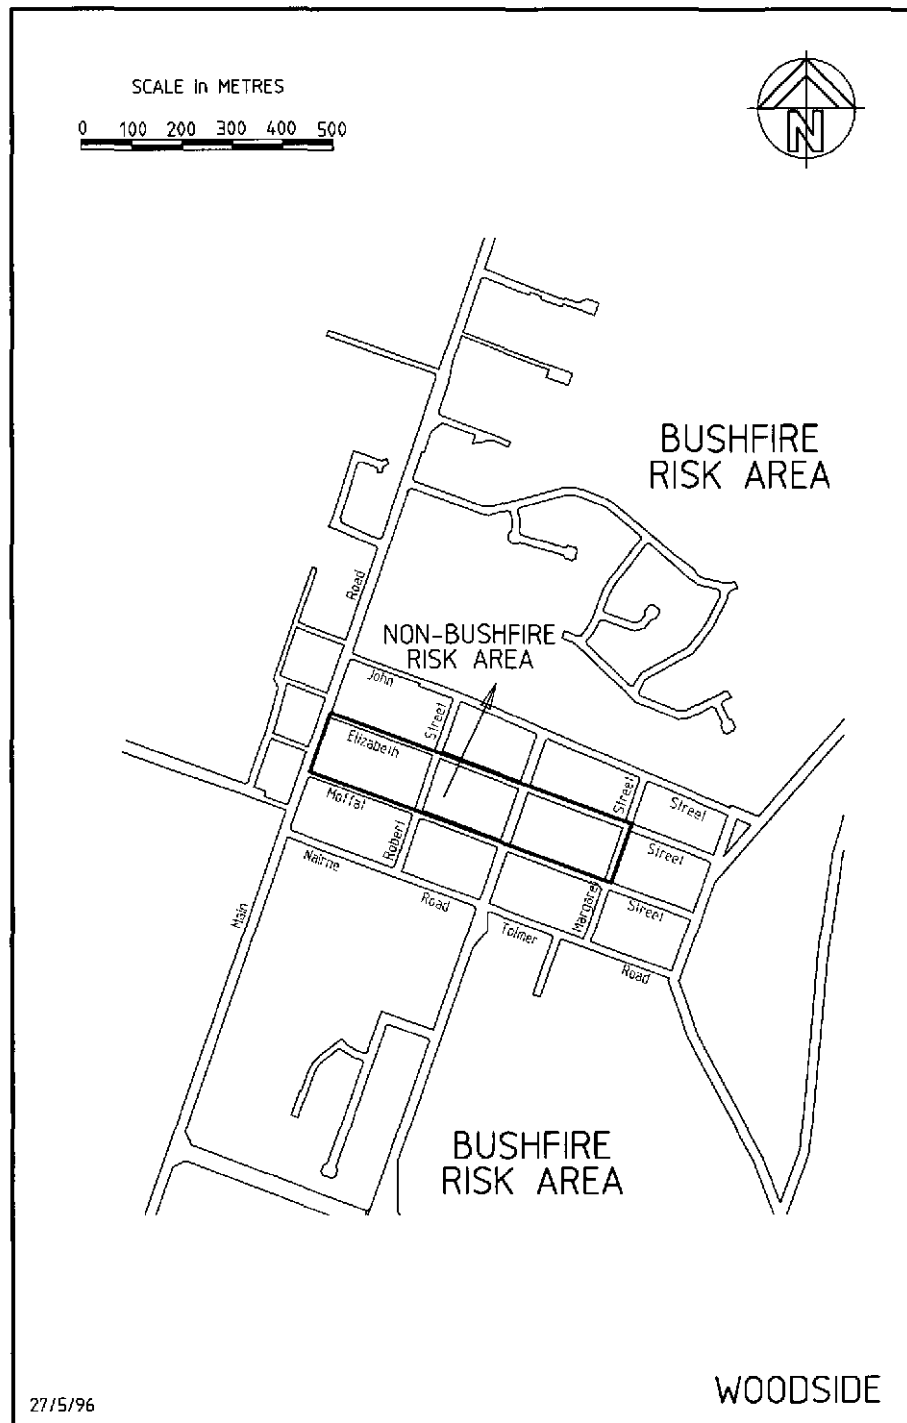 SCALE in METRES
0 100 200 300 400 500
N
BUSHFIRE
RISK AREA
Road
NON-BUSHFIRE
RISK AREA
John
Street
Elizabeth
Street
Street
Moffat
Robert
Street
Nairne
Road
Margaret
Street
Main
Tolmer
Road
BUSHFIRE
RISK AREA
WOODSIDE
27/5/96